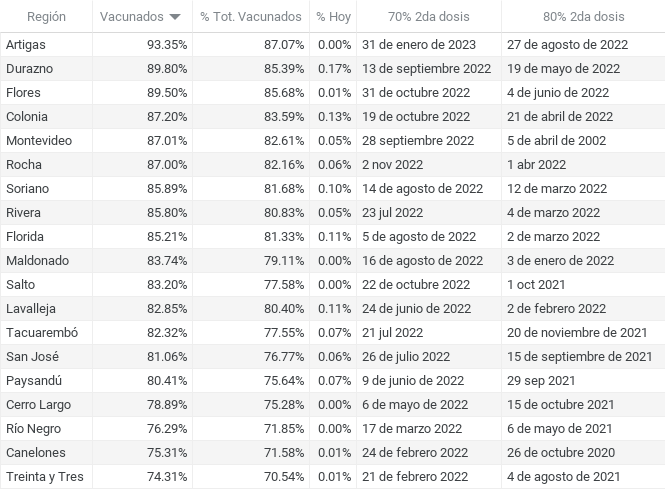 Región Vacunados % Tot. Vacunados % Hoy 70% 2da dosis 80% 2da dosis
Artigas 93.35% 87.07% 0.00% 31 de enero de 2023 27 de agosto de 2022
Durazno 89.80% 85.39% 0.17% 13 de septiembre 2022 19 de mayo de 2022
Flores 89.50% 85.68% 0.01% 31 de octubre 2022 4 de junio de 2022
Colonia 87.20% 83.59% 0.13% 19 de octubre 2022 21 de abril de 2022
Montevideo 87.01% 82.61% 0.05% 28 septiembre 2022 5 de abril de 2002
Rocha 87.00% 82.16% 0.06% 2 nov 2022 1 abr 2022
Soriano 85.89% 81.68% 0.10% 14 de agosto de 2022 12 de marzo 2022
Rivera 85.80% 80.83% 0.05% 23 jul 2022 4 de marzo 2022
Florida 85.21% 81.33% 0.11% 5 de agosto de 2022 2 de marzo 2022
Maldonado 83.74% 79.11% 0.00% 16 de agosto de 2022 3 de enero de 2022
Salto 83.20% 77.58% 0.00% 22 de octubre 2022 1 oct 2021
Lavalleja 82.85% 80.40% 0.11% 24 de junio de 2022 2 de febrero 2022
Tacuarembó 82.32% 77.55% 0.07% 21 jul 2022 20 de noviembre de 2021
San José 81.06% 76.77% 0.06% 26 de julio 2022 15 de septiembre de 2021
Paysandú 80.41% 75.64% 0.07% 9 de junio de 2022 29 sep 2021
Cerro Largo 78.89% 75.28% 0.00% 6 de mayo de 2022 15 de octubre 2021
Río Negro 76.29% 71.85% 0.00% 17 de marzo 2022 6 de mayo de 2021
Canelones 75.31% 71.58% 0.01% 24 de febrero 2022 26 de octubre 2020
Treinta y Tres 74.31% 70.54% 0.01% 21 de febrero 2022 4 de agosto de 2021